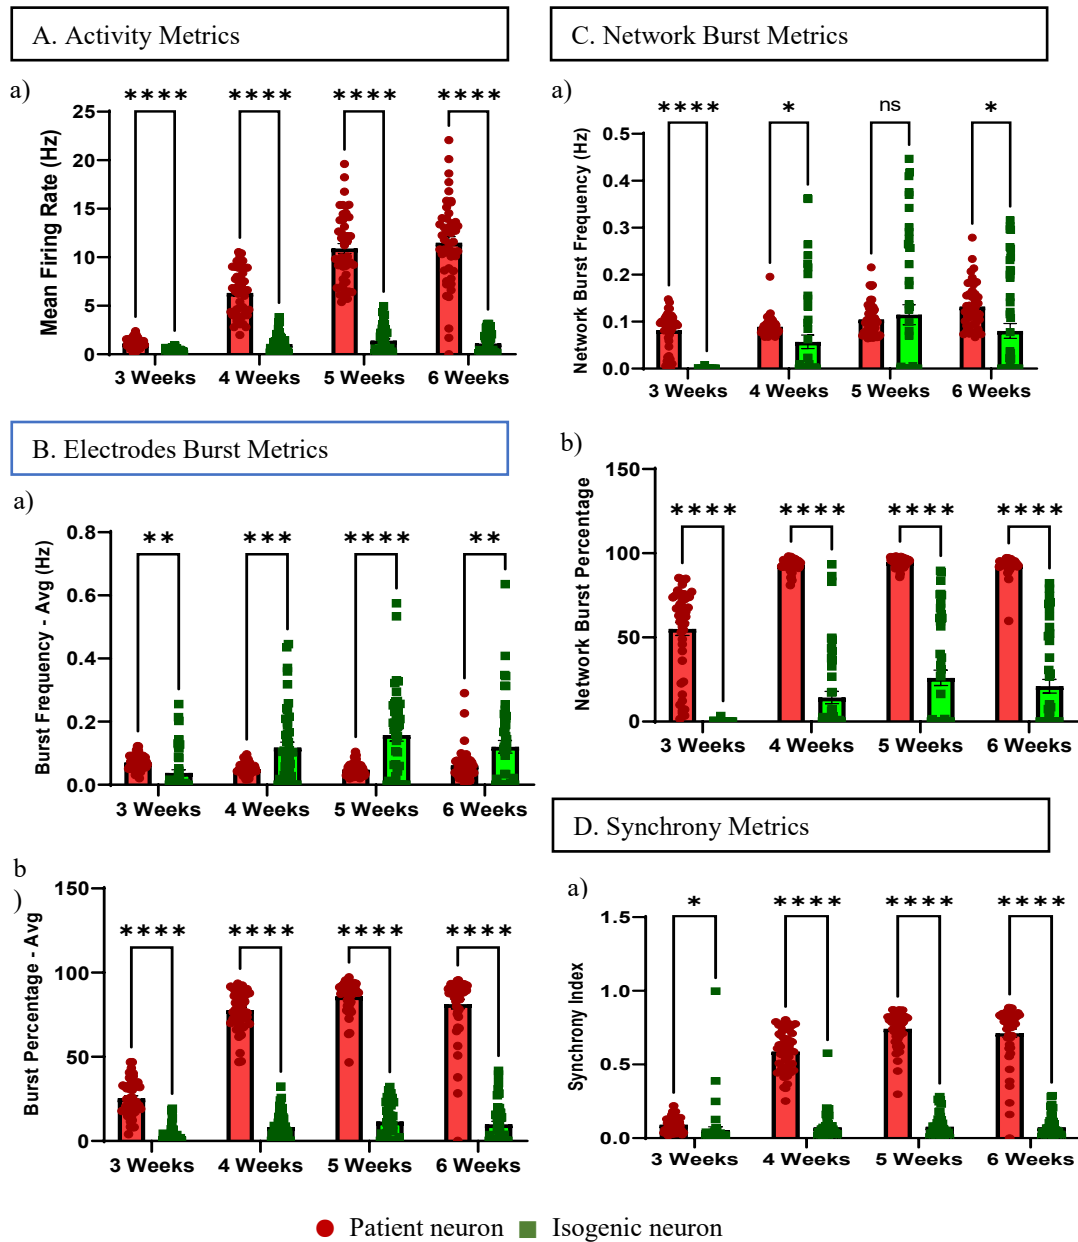 A. Activity Metrics
a)
Mean Firing Rate (Hz)
25
20
15
10
5
0
**** **** **** ****
3 Weeks 4 Weeks 5 Weeks 6 Weeks
B. Electrodes Burst Metrics
a)
Burst Frequency - Avg (Hz)
0.8
0.6
0.4
0.2
0.0
** *** **** **
3 Weeks 4 Weeks 5 Weeks 6 Weeks
b
)
Burst Percentage - Avg
150
100
50
0
**** **** **** ****
3 Weeks 4 Weeks 5 Weeks 6 Weeks
C. Network Burst Metrics
a)
Network Burst Frequency (Hz)
0.5
0.4
0.3
0.2
0.1
0.0
**** * ns *
3 Weeks 4 Weeks 5 Weeks 6 Weeks
b)
Network Burst Percentage
150
100
50
0
**** **** **** ****
3 Weeks 4 Weeks 5 Weeks 6 Weeks
D. Synchrony Metrics
a)
Synchrony Index
1.5
1.0
0.5
0.0
* **** **** ****
3 Weeks 4 Weeks 5 Weeks 6 Weeks
Patient neuron Isogenic neuron